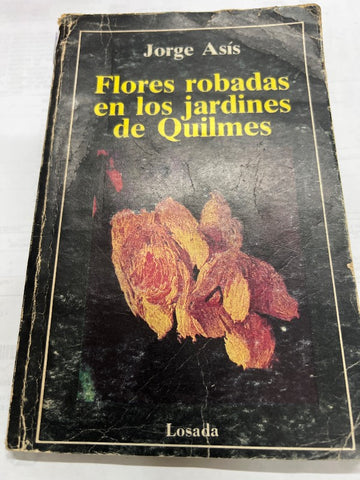 Jorge Asís
Flores robadas
en los jardines
de Quilmes
Losada